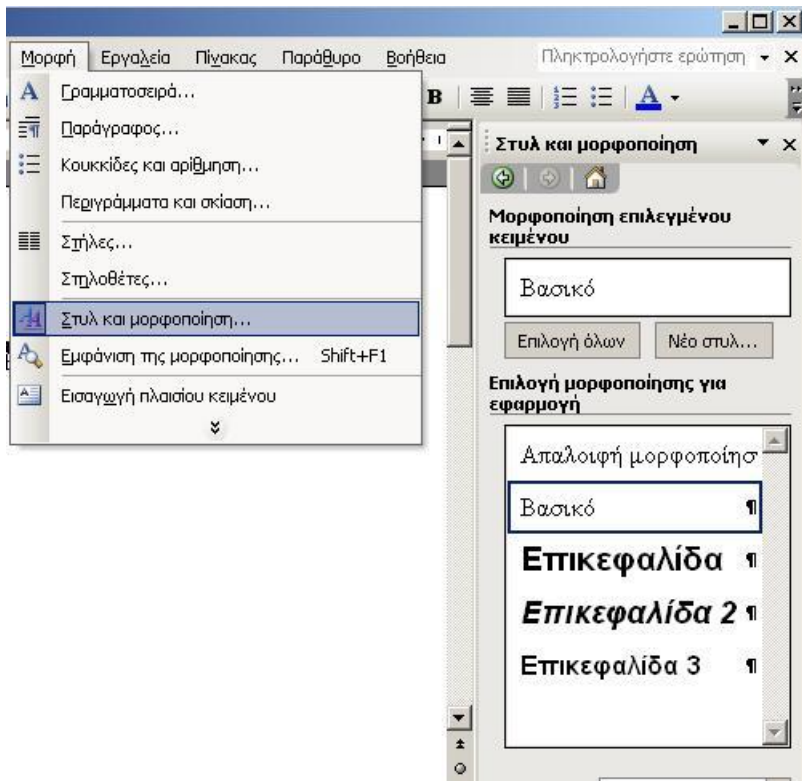 Μορφή Εργαλεία Πίνακας Παράθυρο Βοήθεια Πληκτρολογήστε ερώτηση
Γραμματοσειρά...
Παράγραφος...
Κουκκίδες και αρίθμηση...
Περιγράμματα και σκίαση...
Στήλες...
Στηλοθέτες...
Στυλ και μορφοποίηση...
Εμφάνιση της μορφοποίησης... Shift+F1
Εισαγωγή πλαισίου κειμένου
B A
Στυλ και μορφοποίηση
Μορφοποίηση επιλεγμένου
κειμένου
Βασικό
Επιλογή όλων Νέο στυλ...
Επιλογή μορφοποίησης για
εφαρμογή
Απαλοιφή μορφοποίησ
Βασικό ¶
Επικεφαλίδα ¶
Επικεφαλίδα 2 ¶
Επικεφαλίδα 3 ¶